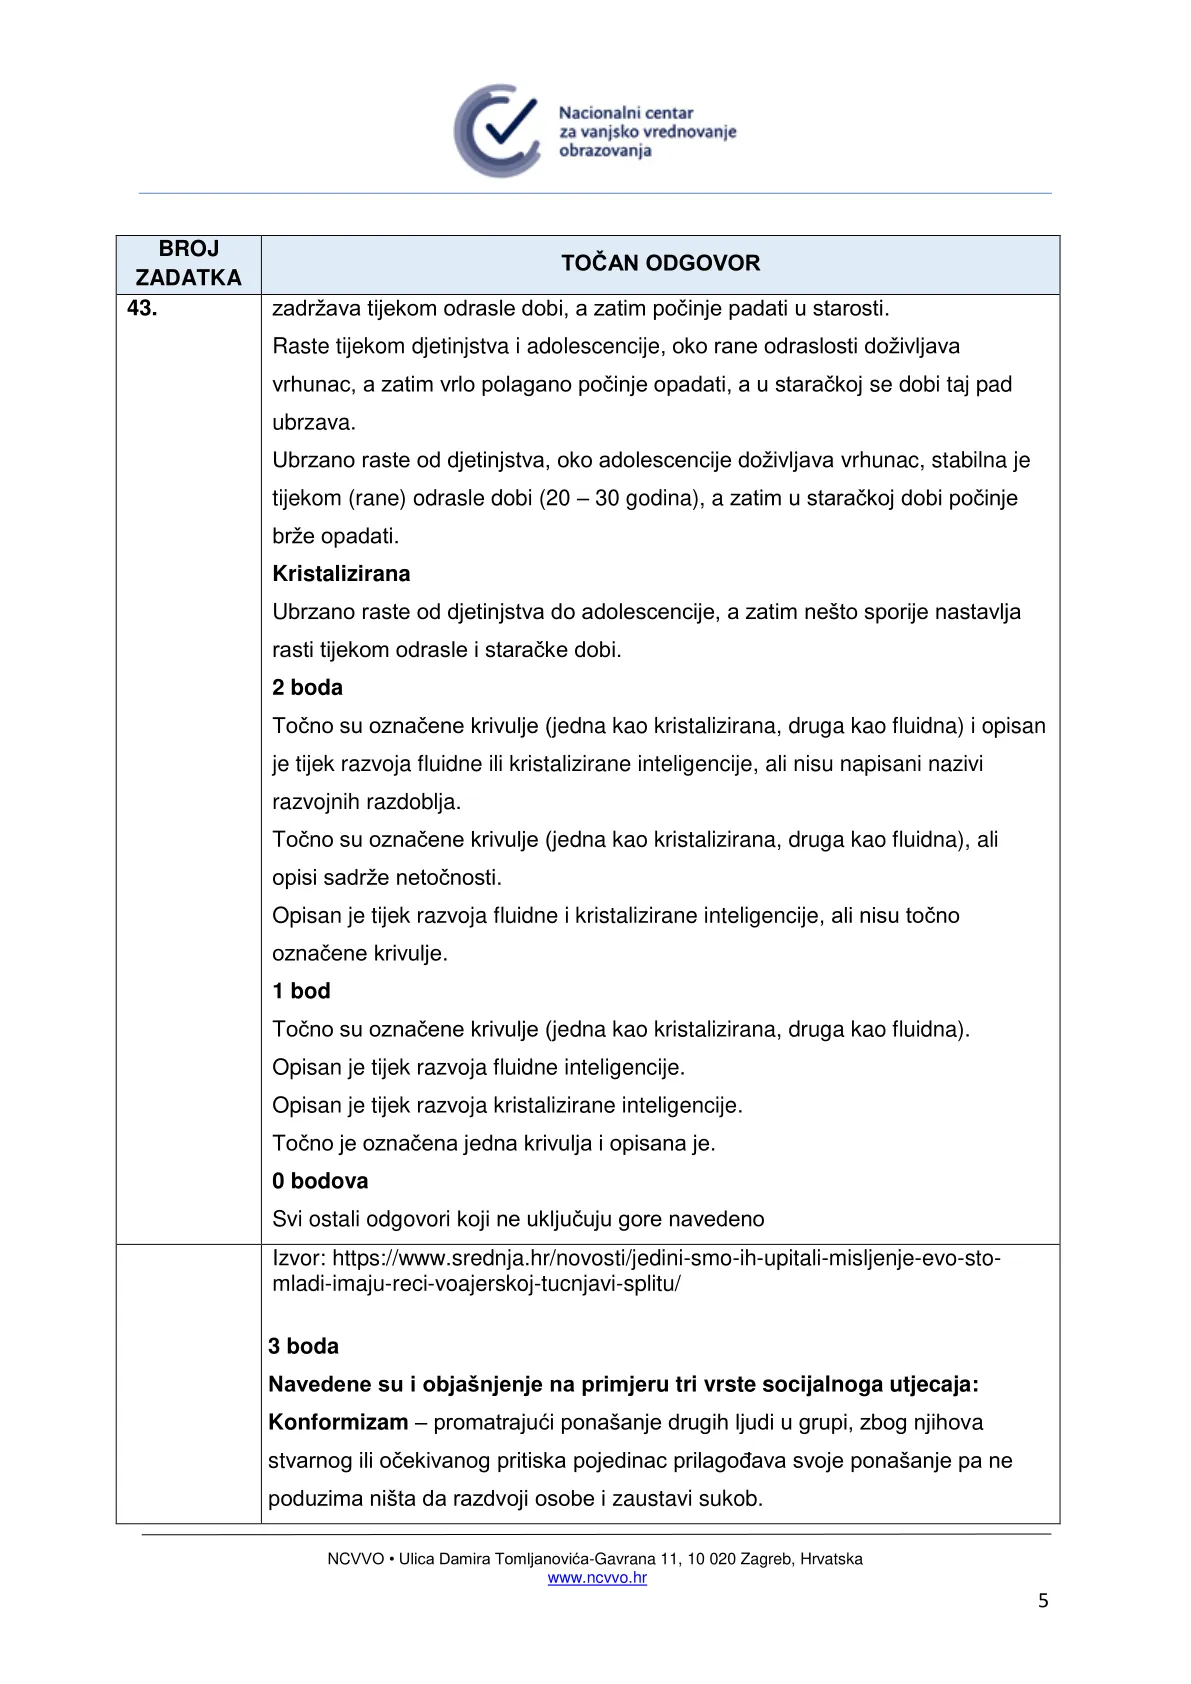 Nacionalni centar
za vanjsko vrednovanje
obrazovanja
BROJ
ZADATKA
TOČAN ODGOVOR
43.
zadržava tijekom odrasle dobi, a zatim počinje padati u starosti.
Raste tijekom djetinjstva i adolescencije, oko rane odraslosti doživljava
vrhunac, a zatim vrlo polagano počinje opadati, a u staračkoj se dobi taj pad
ubrzava.
Ubrzano raste od djetinjstva, oko adolescencije doživljava vrhunac, stabilna je
tijekom (rane) odrasle dobi (20 – 30 godina), a zatim u staračkoj dobi počinje
brže opadati.
Kristalizirana
Ubrzano raste od djetinjstva do adolescencije, a zatim nešto sporije nastavlja
rasti tijekom odrasle i staračke dobi.
2 boda
Točno su označene krivulje (jedna kao kristalizirana, druga kao fluidna) i opisan
je tijek razvoja fluidne ili kristalizirane inteligencije, ali nisu napisani nazivi
razvojnih razdoblja.
Točno su označene krivulje (jedna kao kristalizirana, druga kao fluidna), ali
opisi sadrže netočnosti.
Opisan je tijek razvoja fluidne i kristalizirane inteligencije, ali nisu točno
označene krivulje.
1 bod
Točno su označene krivulje (jedna kao kristalizirana, druga kao fluidna).
Opisan je tijek razvoja fluidne inteligencije.
Opisan je tijek razvoja kristalizirane inteligencije.
Točno je označena jedna krivulja i opisana je.
0 bodova
Svi ostali odgovori koji ne uključuju gore navedeno
Izvor: https://www.srednja.hr/novosti/jedini-smo-ih-upitali-misljenje-evo-sto-
mladi-imaju-reci-voajerskoj-tucnjavi-splitu/
3 boda
Navedene su i objašnjenje na primjeru tri vrste socijalnoga utjecaja:
Konformizam – promatrajući ponašanje drugih ljudi u grupi, zbog njihova
stvarnog ili očekivanog pritiska pojedinac prilagođava svoje ponašanje pa ne
poduzima ništa da razdvoji osobe i zaustavi sukob.
NCVVO • Ulica Damira Tomljanovića-Gavrana 11, 10 020 Zagreb, Hrvatska
www.ncvvo.hr
5